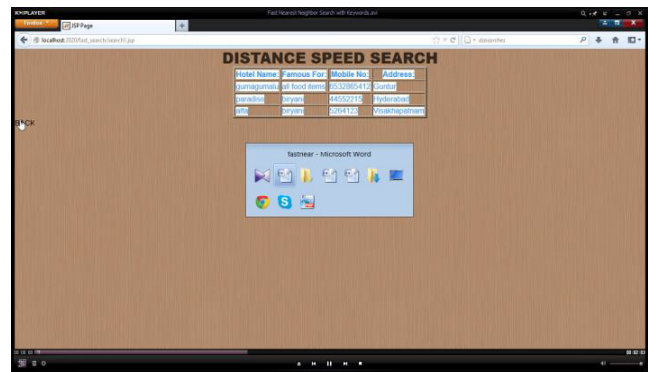 KMPLAYER Fast Nearest Neighbor Search with Keywords.avi
Firefox JSP Page +
localhost:2020/fast_search/search1.jsp
DISTANCE SPEED SEARCH
Hotel Name: Famous For: Mobile No: Address:
gumagumalu all food items 6532865412 Guntur
paradise biryani 44552215 Hyderabad
alfa biryani 5264123 Visakhapatnam
BACK
fastnear - Microsoft Word